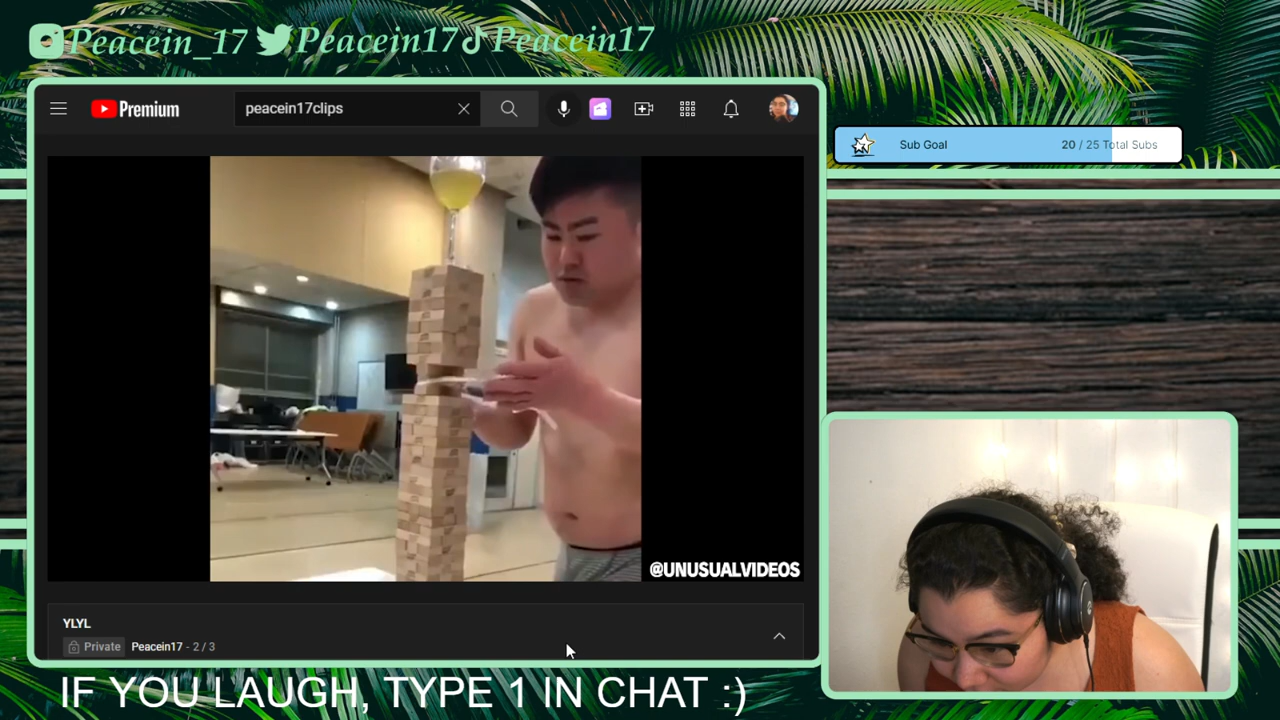 Peacein_17 Peacein17 Peacein17
Premium
peacein17clips
Sub Goal 20 / 25 Total Subs
@UNUSUALVIDEOS
YLYL
Private Peacein17 - 2 / 3
IF YOU LAUGH, TYPE 1 IN CHAT :)